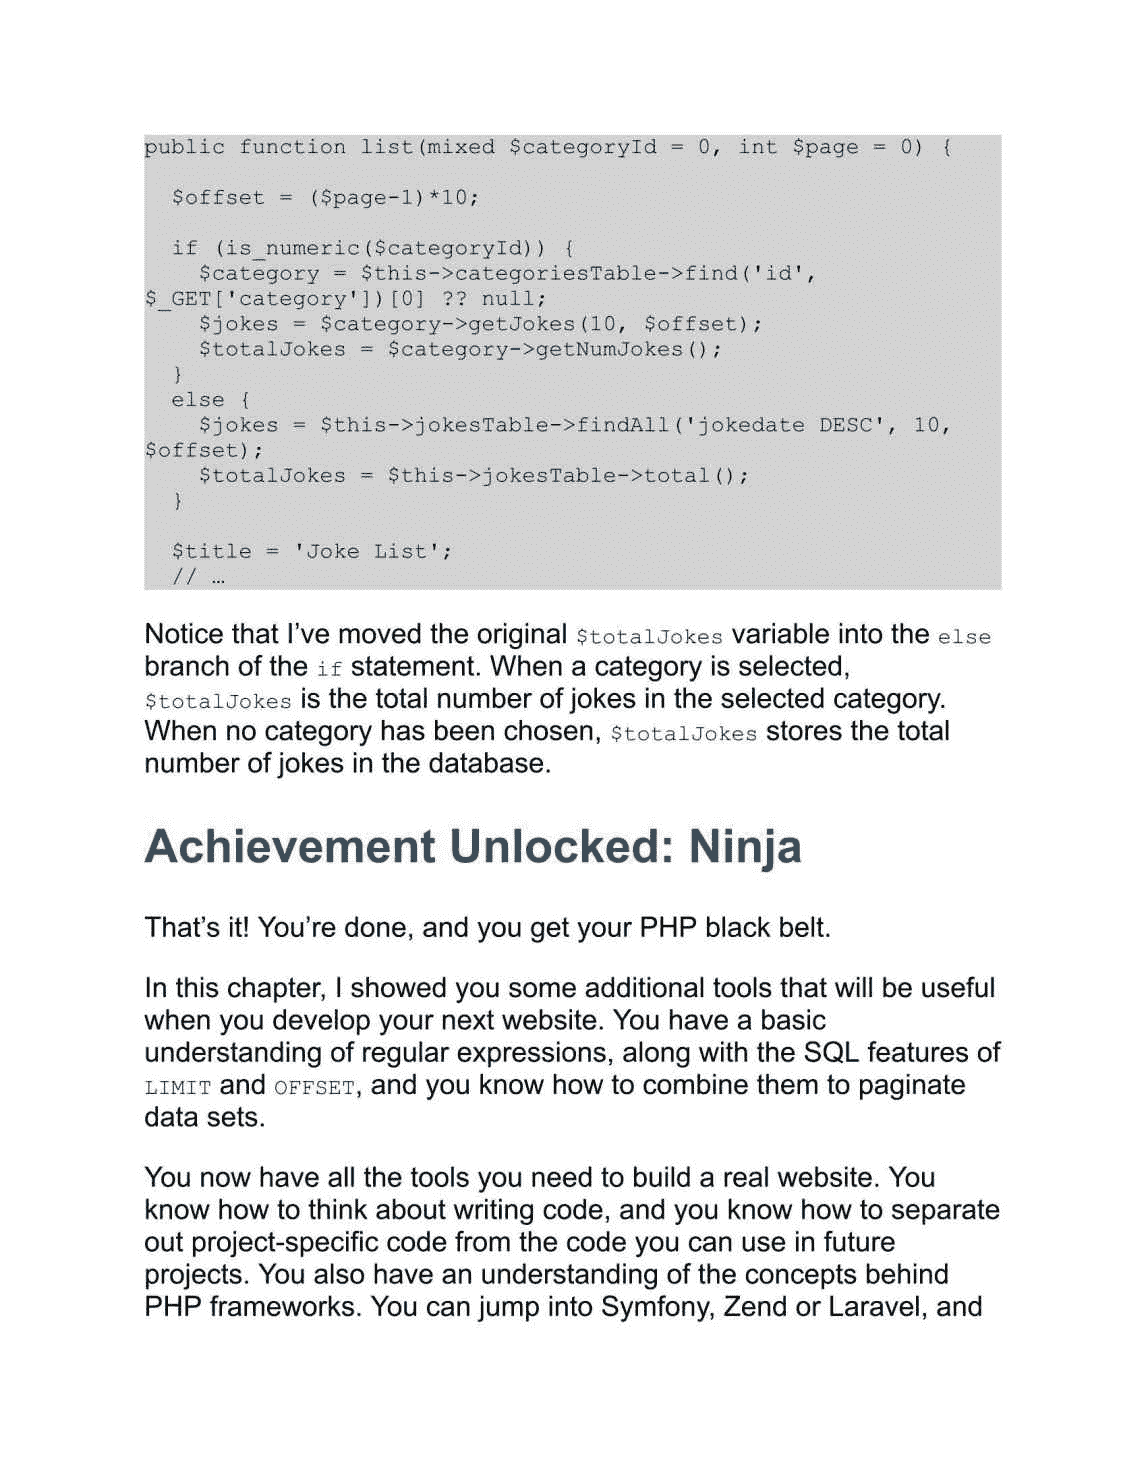 public function list(mixed $categoryId = 0, int $page = 0) {
$offset = ($page-1)*10;
if (is_numeric($categoryId)) {
$category = $this->categoriesTable->find('id',
$_GET['category'])[0] ?? null;
$jokes = $category->getJokes(10, $offset);
$totalJokes = $category->getNumJokes();
}
else {
$jokes = $this->jokesTable->findAll('jokedate DESC', 10,
$offset);
$totalJokes = $this->jokesTable->total();
}
$title = 'Joke List';
// …
Notice that I’ve moved the original $totalJokes variable into the else
branch of the if statement. When a category is selected,
$totalJokes is the total number of jokes in the selected category.
When no category has been chosen, $totalJokes stores the total
number of jokes in the database.
Achievement Unlocked: Ninja
That’s it! You’re done, and you get your PHP black belt.
In this chapter, I showed you some additional tools that will be useful
when you develop your next website. You have a basic
understanding of regular expressions, along with the SQL features of
LIMIT and OFFSET, and you know how to combine them to paginate
data sets.
You now have all the tools you need to build a real website. You
know how to think about writing code, and you know how to separate
out project-specific code from the code you can use in future
projects. You also have an understanding of the concepts behind
PHP frameworks. You can jump into Symfony, Zend or Laravel, and